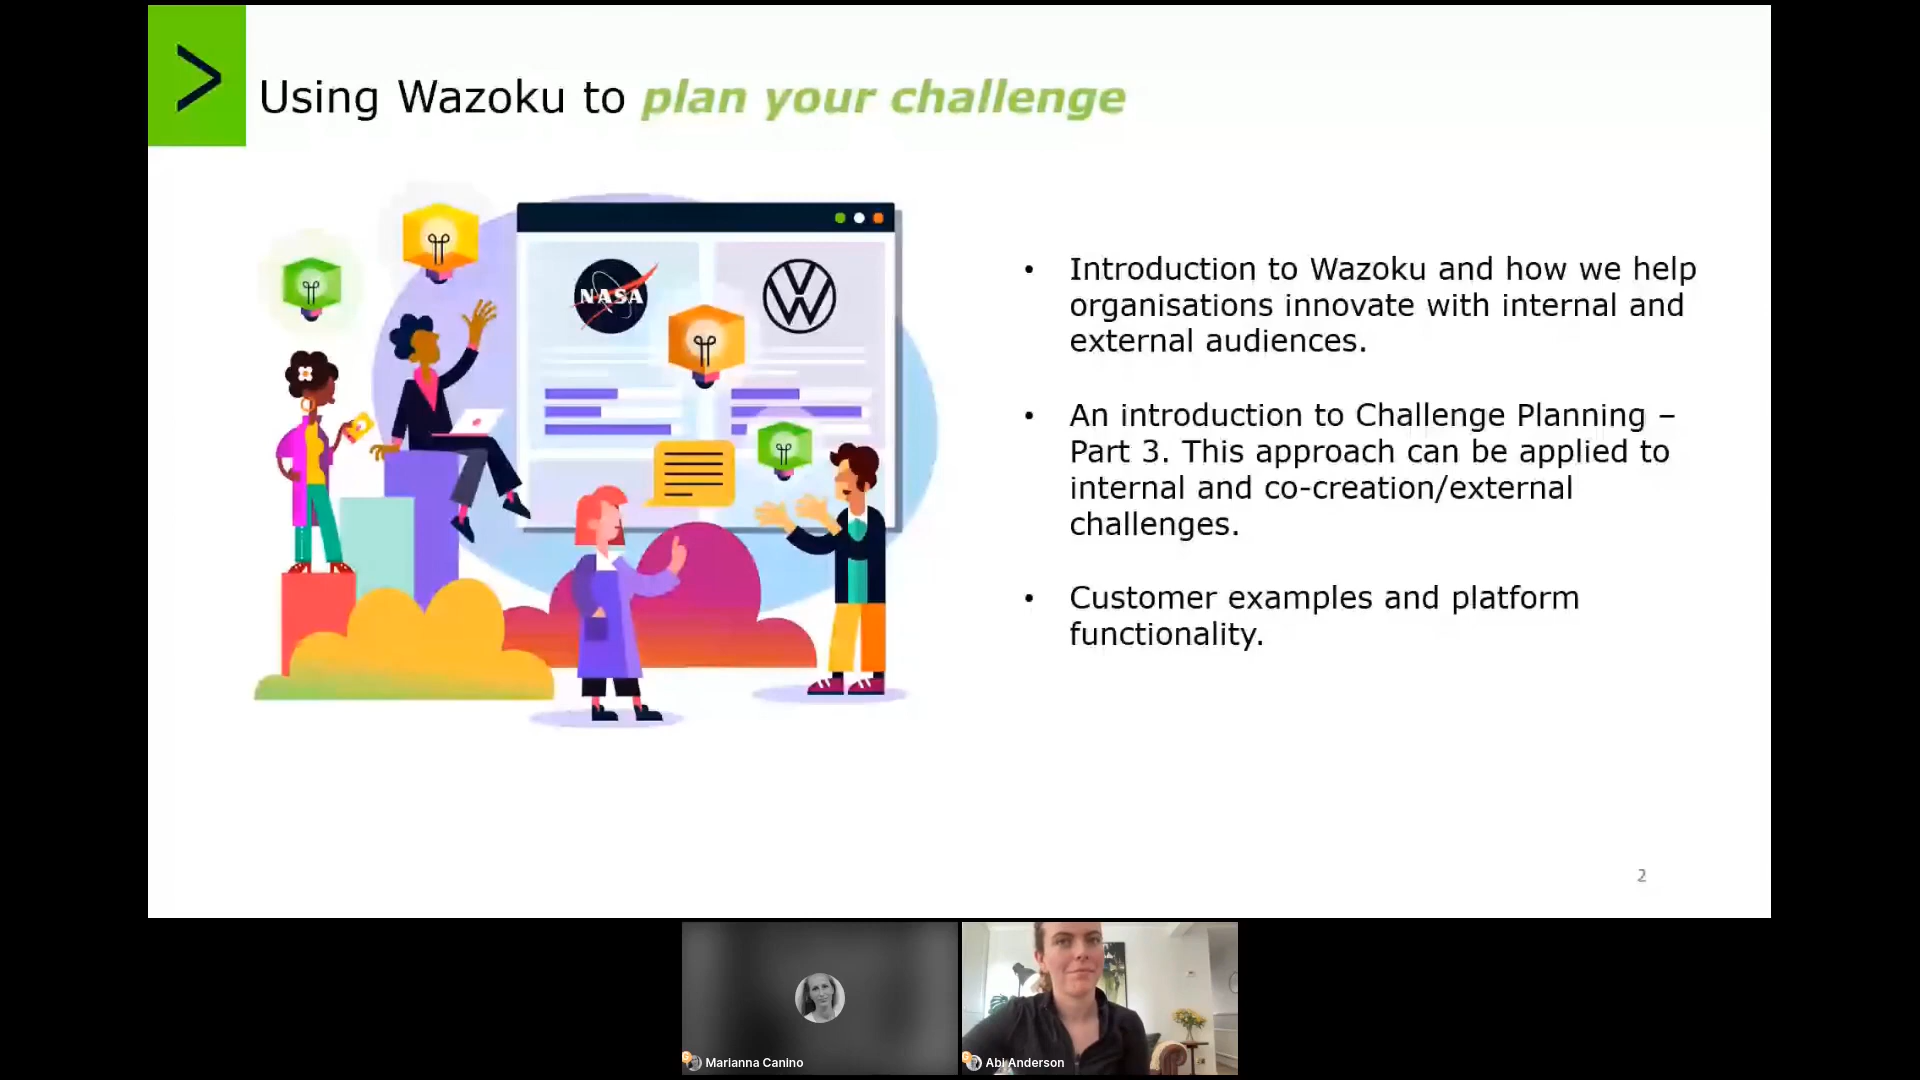 Using Wazoku to plan your challenge
NASA
• Introduction to Wazoku and how we help
organisations innovate with internal and
external audiences.
• An introduction to Challenge Planning –
Part 3. This approach can be applied to
internal and co-creation/external
challenges.
• Customer examples and platform
functionality.
2
Marianna Canino
Abi Anderson